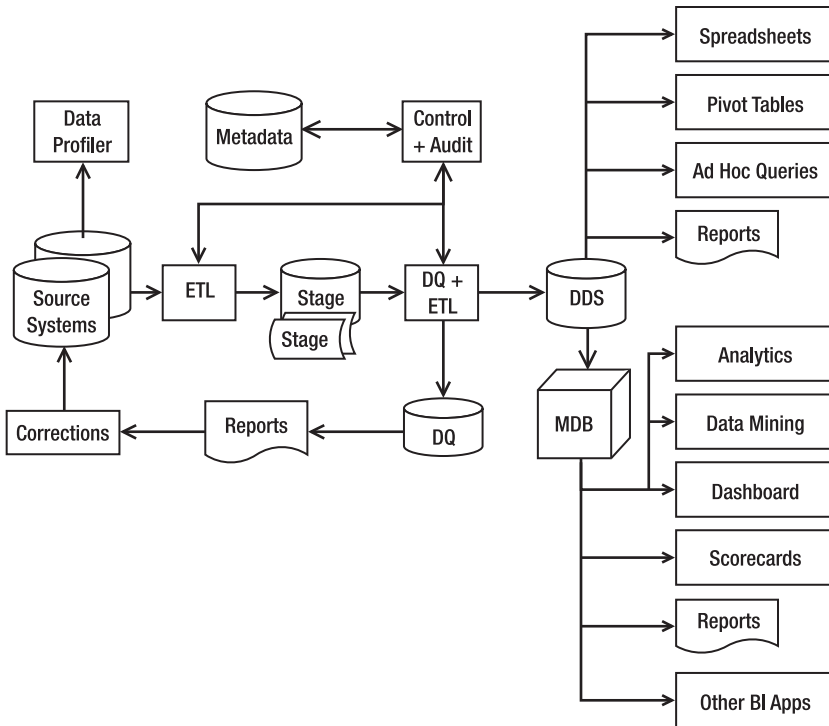 Spreadsheets
Pivot Tables
Ad Hoc Queries
Reports
Data
Profiler
Metadata
Control
+ Audit
Source
Systems
ETL
Stage
Stage
DQ +
ETL
DDS
Corrections
Reports
DQ
MDB
Analytics
Data Mining
Dashboard
Scorecards
Reports
Other BI Apps